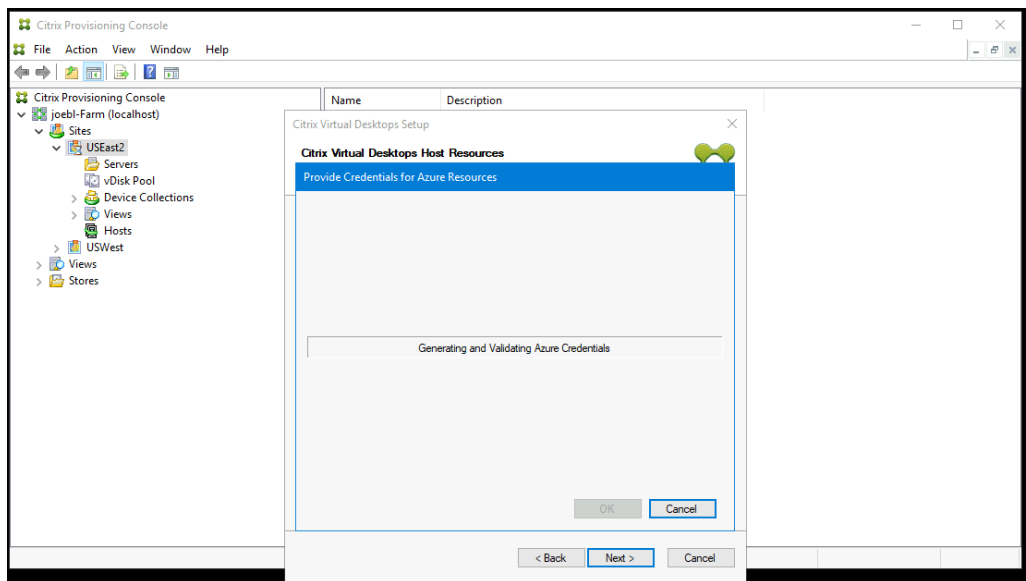 Citrix Provisioning Console
File Action View Window Help
Citrix Provisioning Console
joebl-Farm (localhost)
Sites
USEast2
Servers
vDisk Pool
Device Collections
Views
Hosts
USWest
Views
Stores
Name Description
Citrix Virtual Desktops Setup
Citrix Virtual Desktops Host Resources
Provide Credentials for Azure Resources
Generating and Validating Azure Credentials
OK Cancel
< Back Next > Cancel